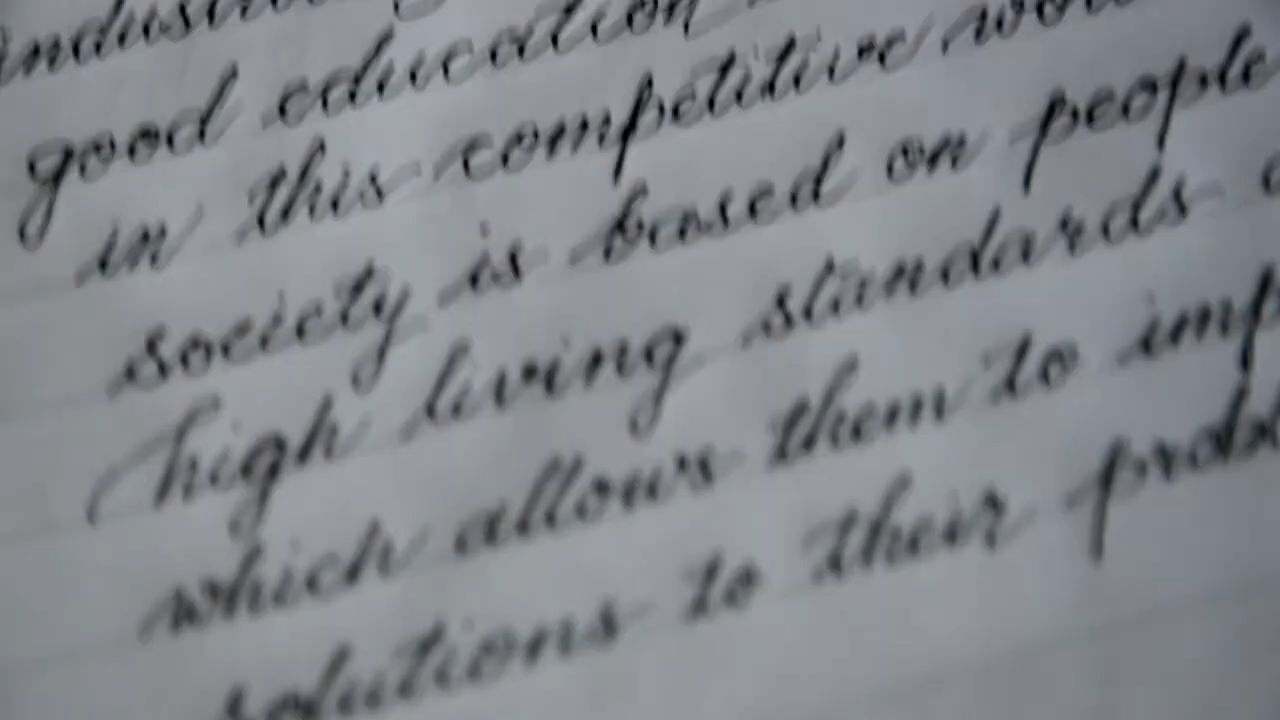 good education
in this competitive
society is based on people
high living standards
which allows them to
solutions to their